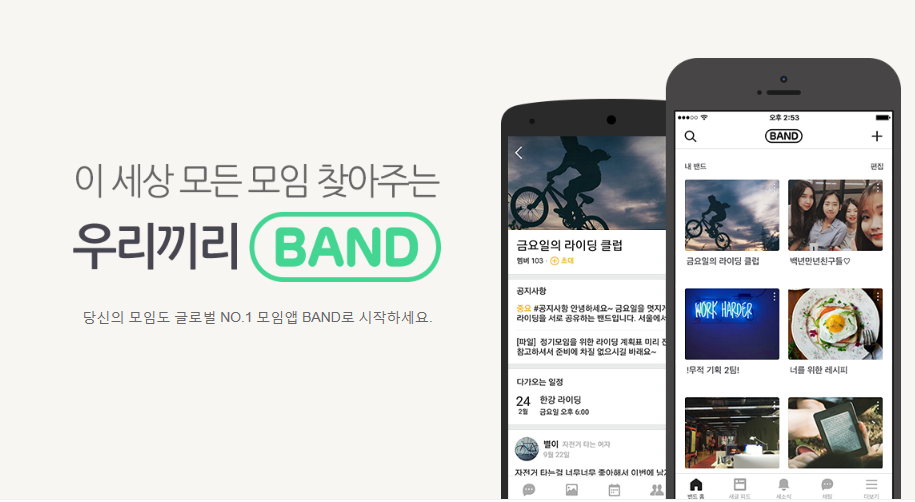 이 세상 모든 모임 찾아주는
우리끼리 BAND
당신의 모임도 글로벌 NO.1 모임앱 BAND로 시작하세요.
금요일의 라이딩 클럽
멤버 103 · 초대
공지사항
중요 #공지사항 안녕하세요~ 금요일을 멋지게
라이딩을 서로 공유하는 밴드입니다. 서울에서
[파일] 정기모임을 위한 라이딩 계획표 미리
참고하셔서 준비에 차질 없으시길 바래요~
다가오는 일정
24 한강 라이딩
2월 금요일 오후 6:00
별이 자전거 타는 여자
9월 22일
자전거 타는걸 너무너무 좋아해서 이번에
오후 2:53
BAND
내 밴드 편집
금요일의 라이딩 클럽 백년만년친구들♡
WORK HARDER
!무적 기획 2팀! 너를 위한 레시피
밴드 홈 새글 피드 새소식 채팅 더보기